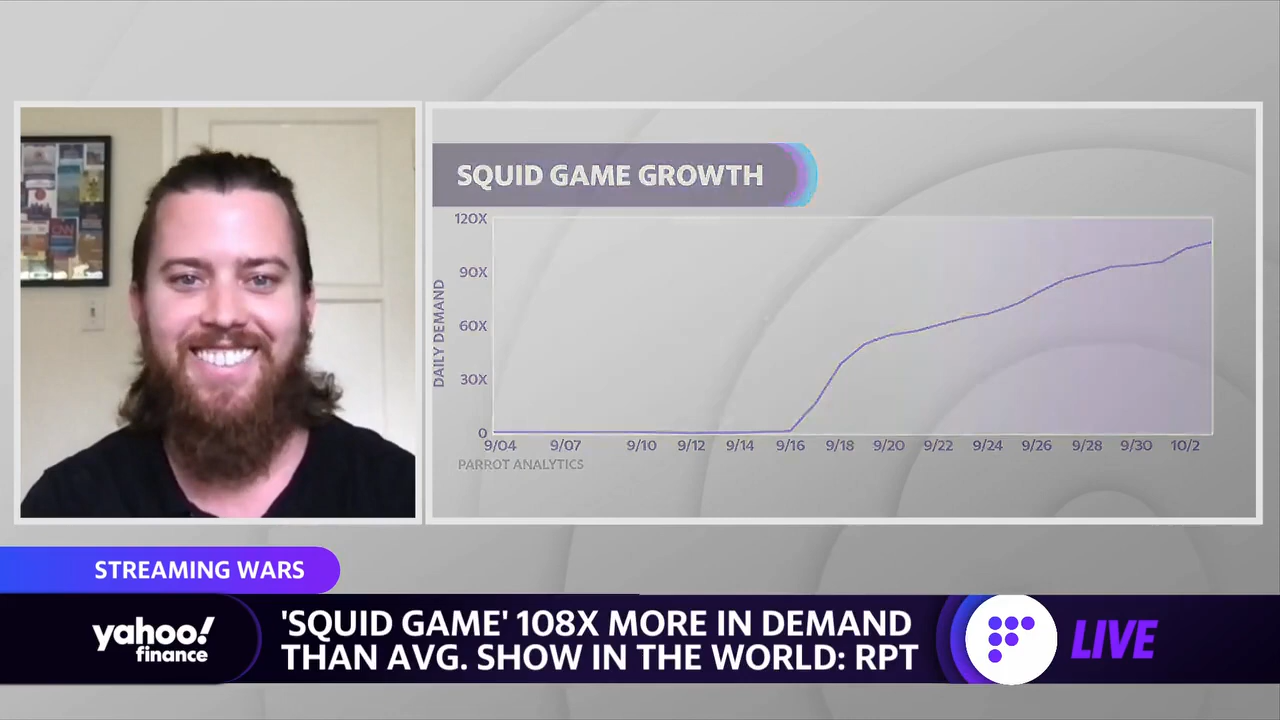 SQUID GAME GROWTH
120X
90X
60X
30X
0
DAILY DEMAND
9/04 9/07 9/10 9/12 9/14 9/16 9/18 9/20 9/22 9/24 9/26 9/28 9/30 10/2
PARROT ANALYTICS
CNN
STREAMING WARS
yahoo!
finance
'SQUID GAME' 108X MORE IN DEMAND
THAN AVG. SHOW IN THE WORLD: RPT
LIVE